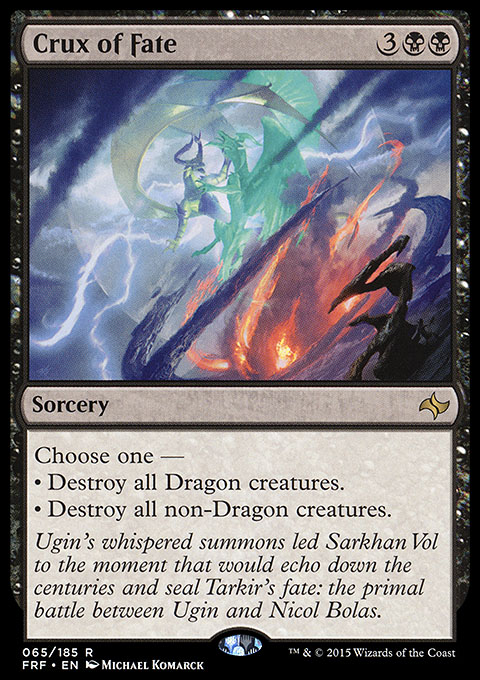 Crux of Fate 3
Sorcery
Choose one —
• Destroy all Dragon creatures.
• Destroy all non-Dragon creatures.
Ugin's whispered summons led Sarkhan Vol
to the moment that would echo down the
centuries and seal Tarkir's fate: the primal
battle between Ugin and Nicol Bolas.
065/185 R
FRF • EN Michael Komarck
™ & © 2015 Wizards of the Coast